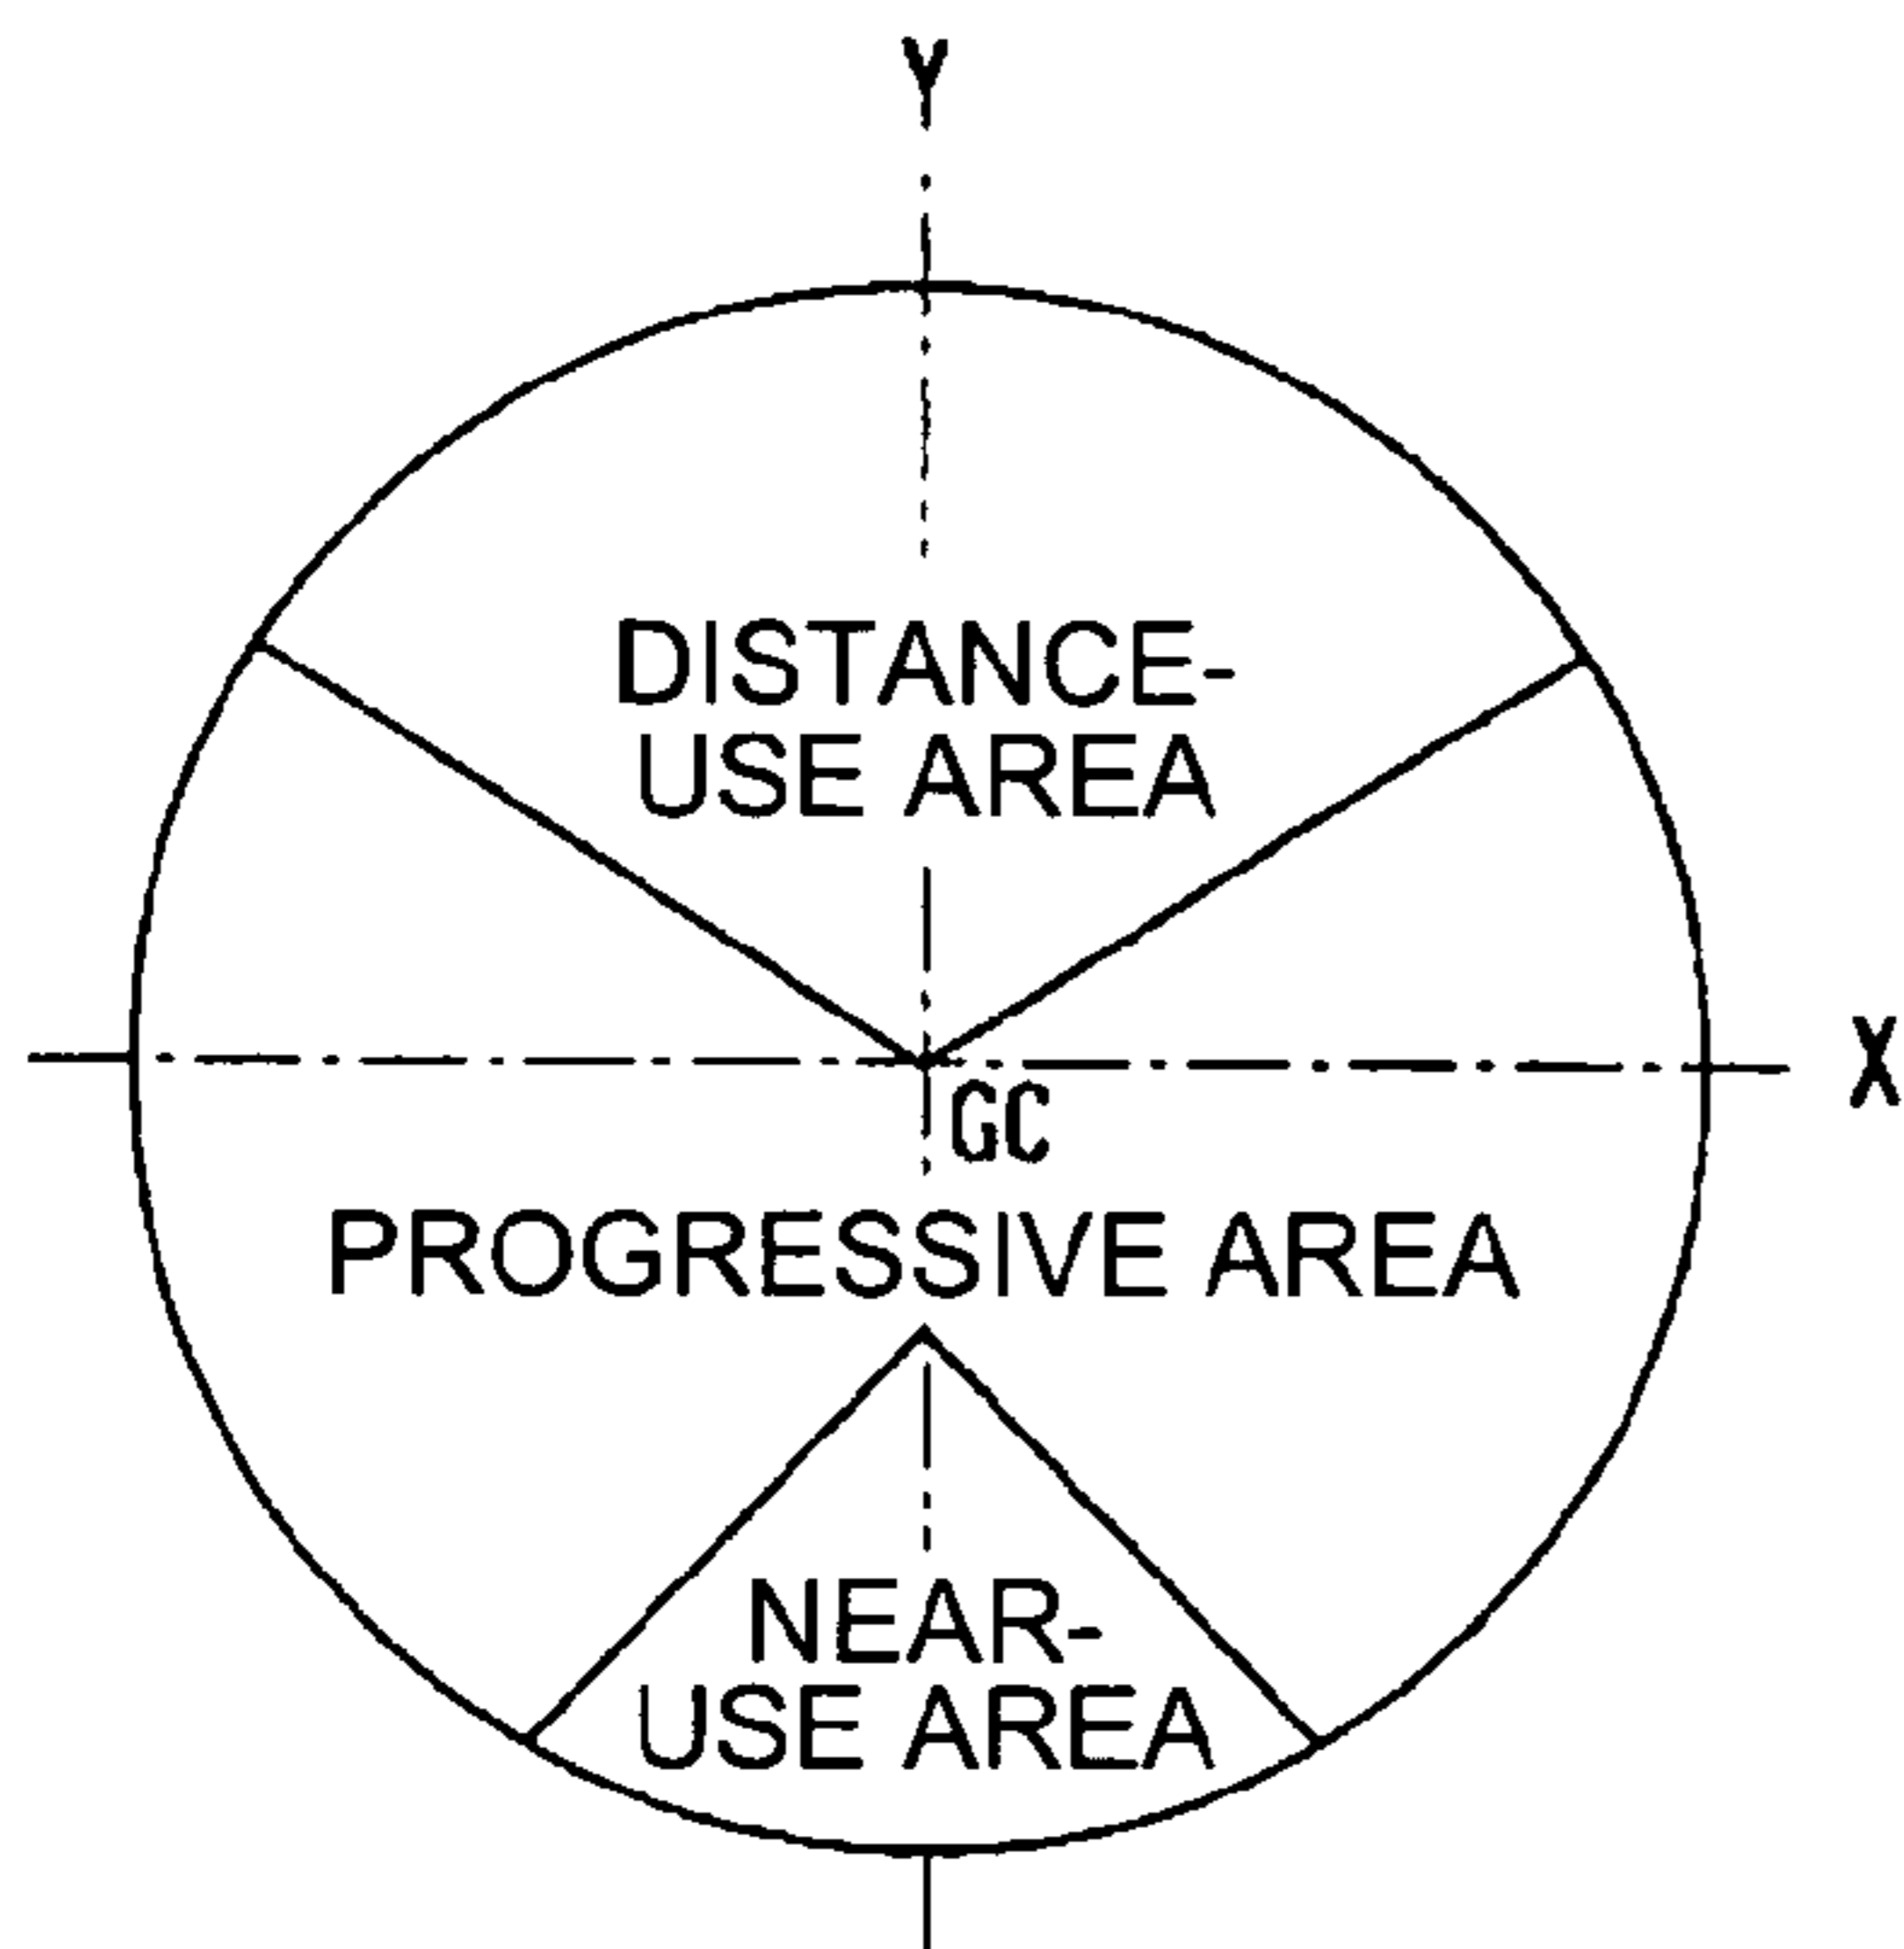 Y
DISTANCE-
USE AREA
X
GC
PROGRESSIVE AREA
NEAR-
USE AREA